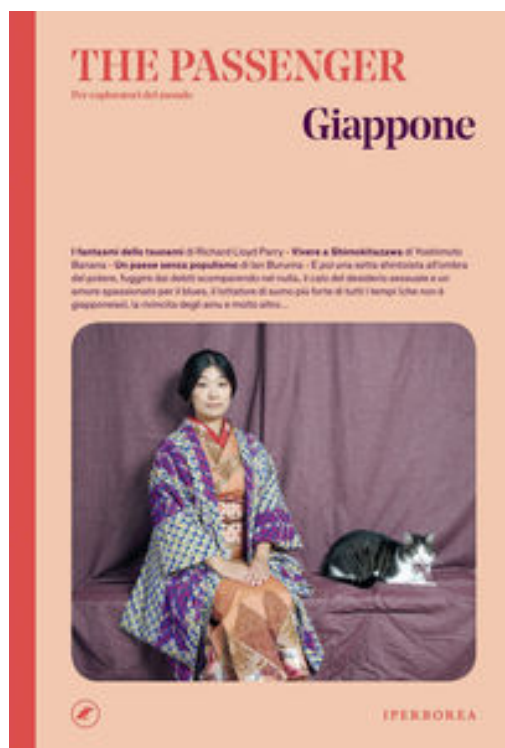 THE PASSENGER
Per esploratori del mondo
Giappone
I fantasmi dello tsunami di Richard Lloyd Parry - Vivere a Shimokitazawa di Yoshimoto
Banana - Un paese senza populismo di Ian Buruma - E poi una setta shintoista all'ombra
del potere, fuggire dai debiti scomparendo nel nulla, il calo del desiderio sessuale e un
amore spassionato per il blues, il lottatore di sumo più forte di tutti i tempi (che non è
giapponese), la rivincita degli ainu e molto altro...
IPERBOREA